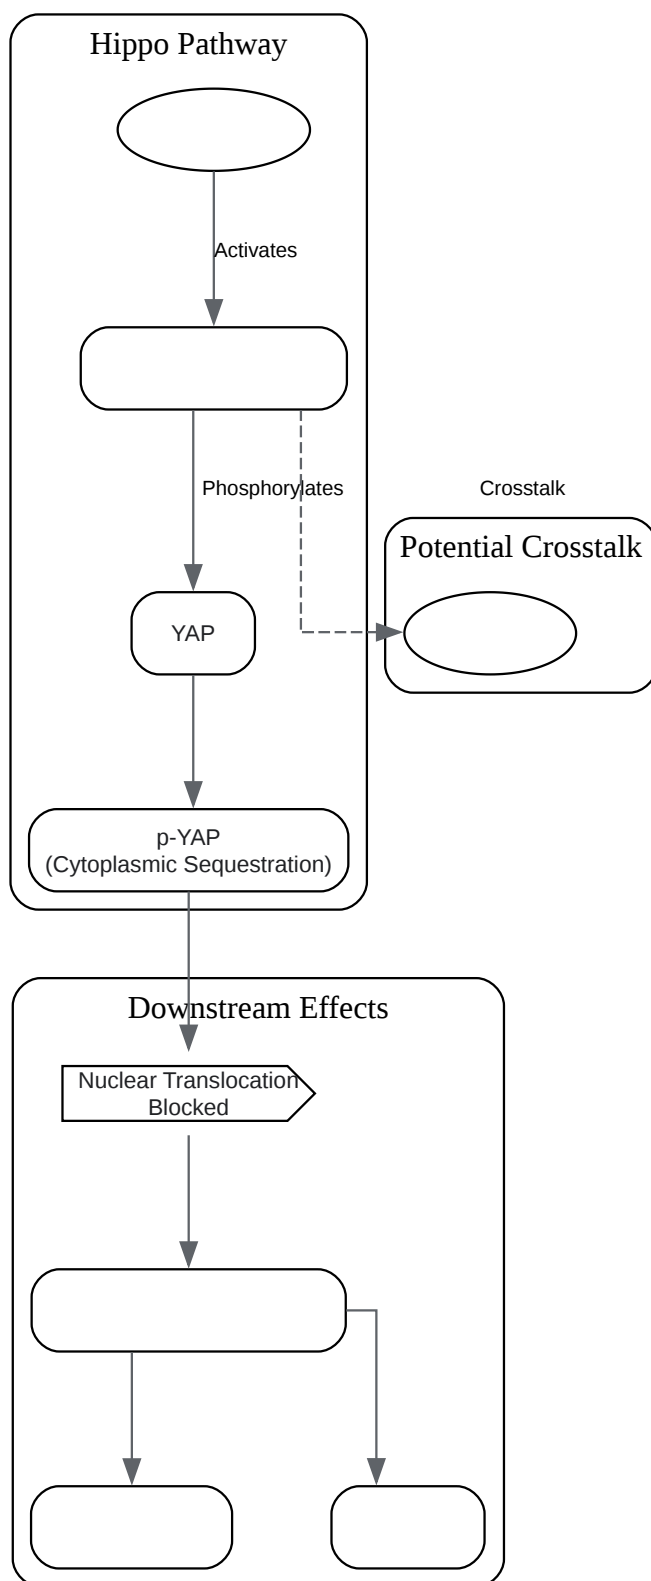 Hippo Pathway
Activates
Phosphorylates
Crosstalk
Potential Crosstalk
YAP
p-YAP
(Cytoplasmic Sequestration)
Downstream Effects
Nuclear Translocation
Blocked